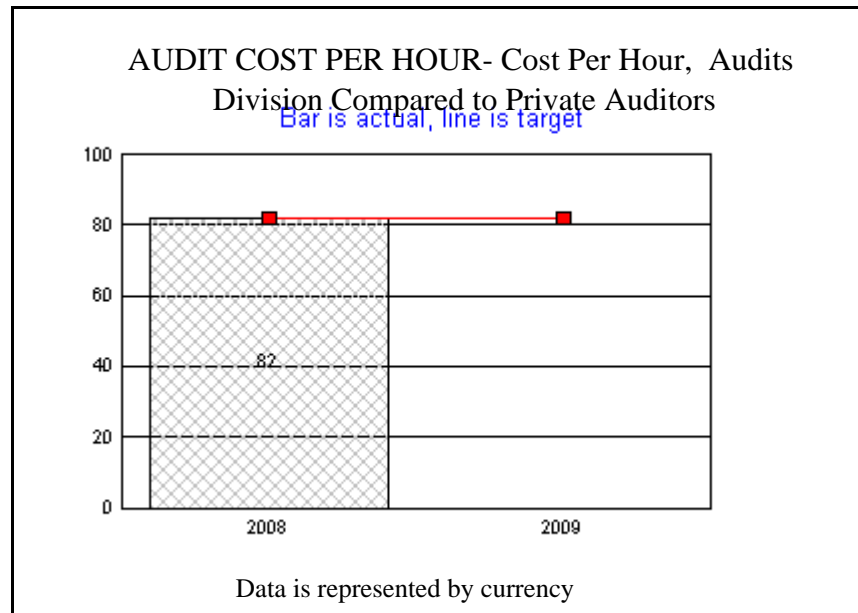 AUDIT COST PER HOUR- Cost Per Hour, Audits
Division Compared to Private Auditors
Bar is actual, line is target
100
80
60
40
20
0
82
2008 2009
Data is represented by currency